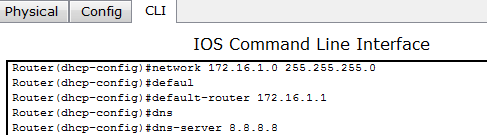 Physical Config CLI
IOS Command Line Interface
Router(dhcp-config)#network 172.16.1.0 255.255.255.0
Router(dhcp-config)#defaul
Router(dhcp-config)#default-router 172.16.1.1
Router(dhcp-config)#dns
Router(dhcp-config)#dns-server 8.8.8.8